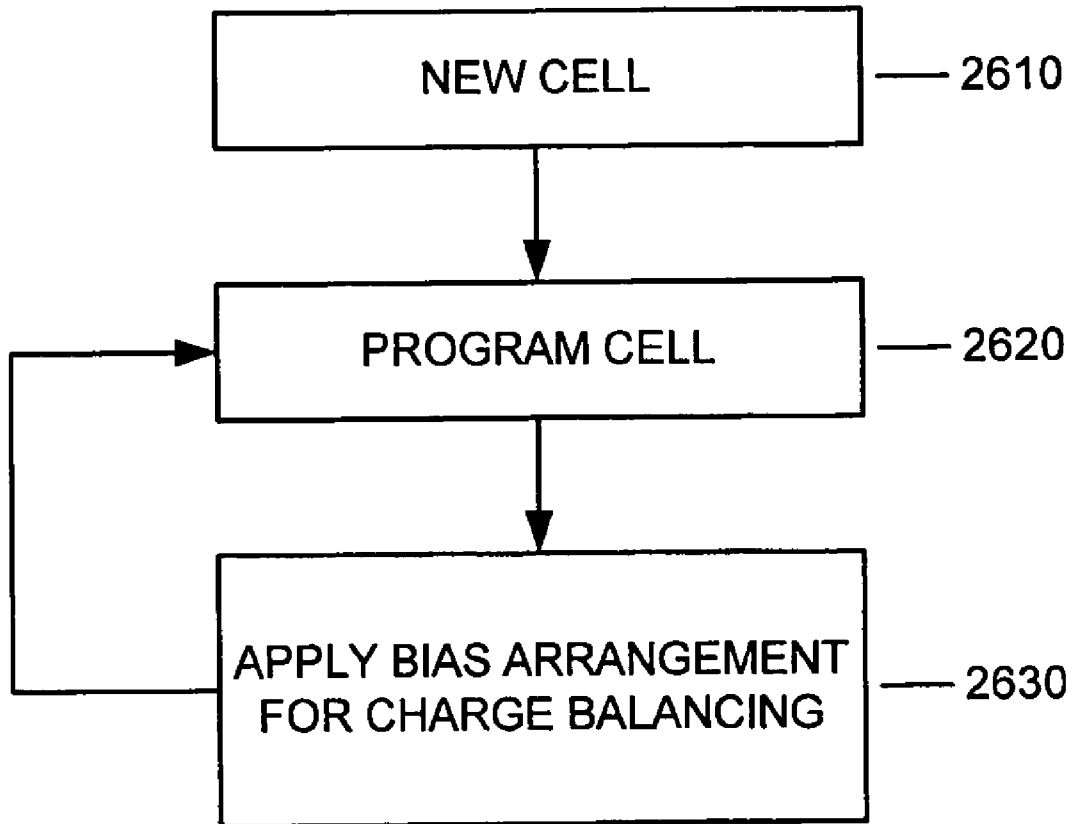 NEW CELL
2610
PROGRAM CELL
2620
APPLY BIAS ARRANGEMENT
FOR CHARGE BALANCING
2630